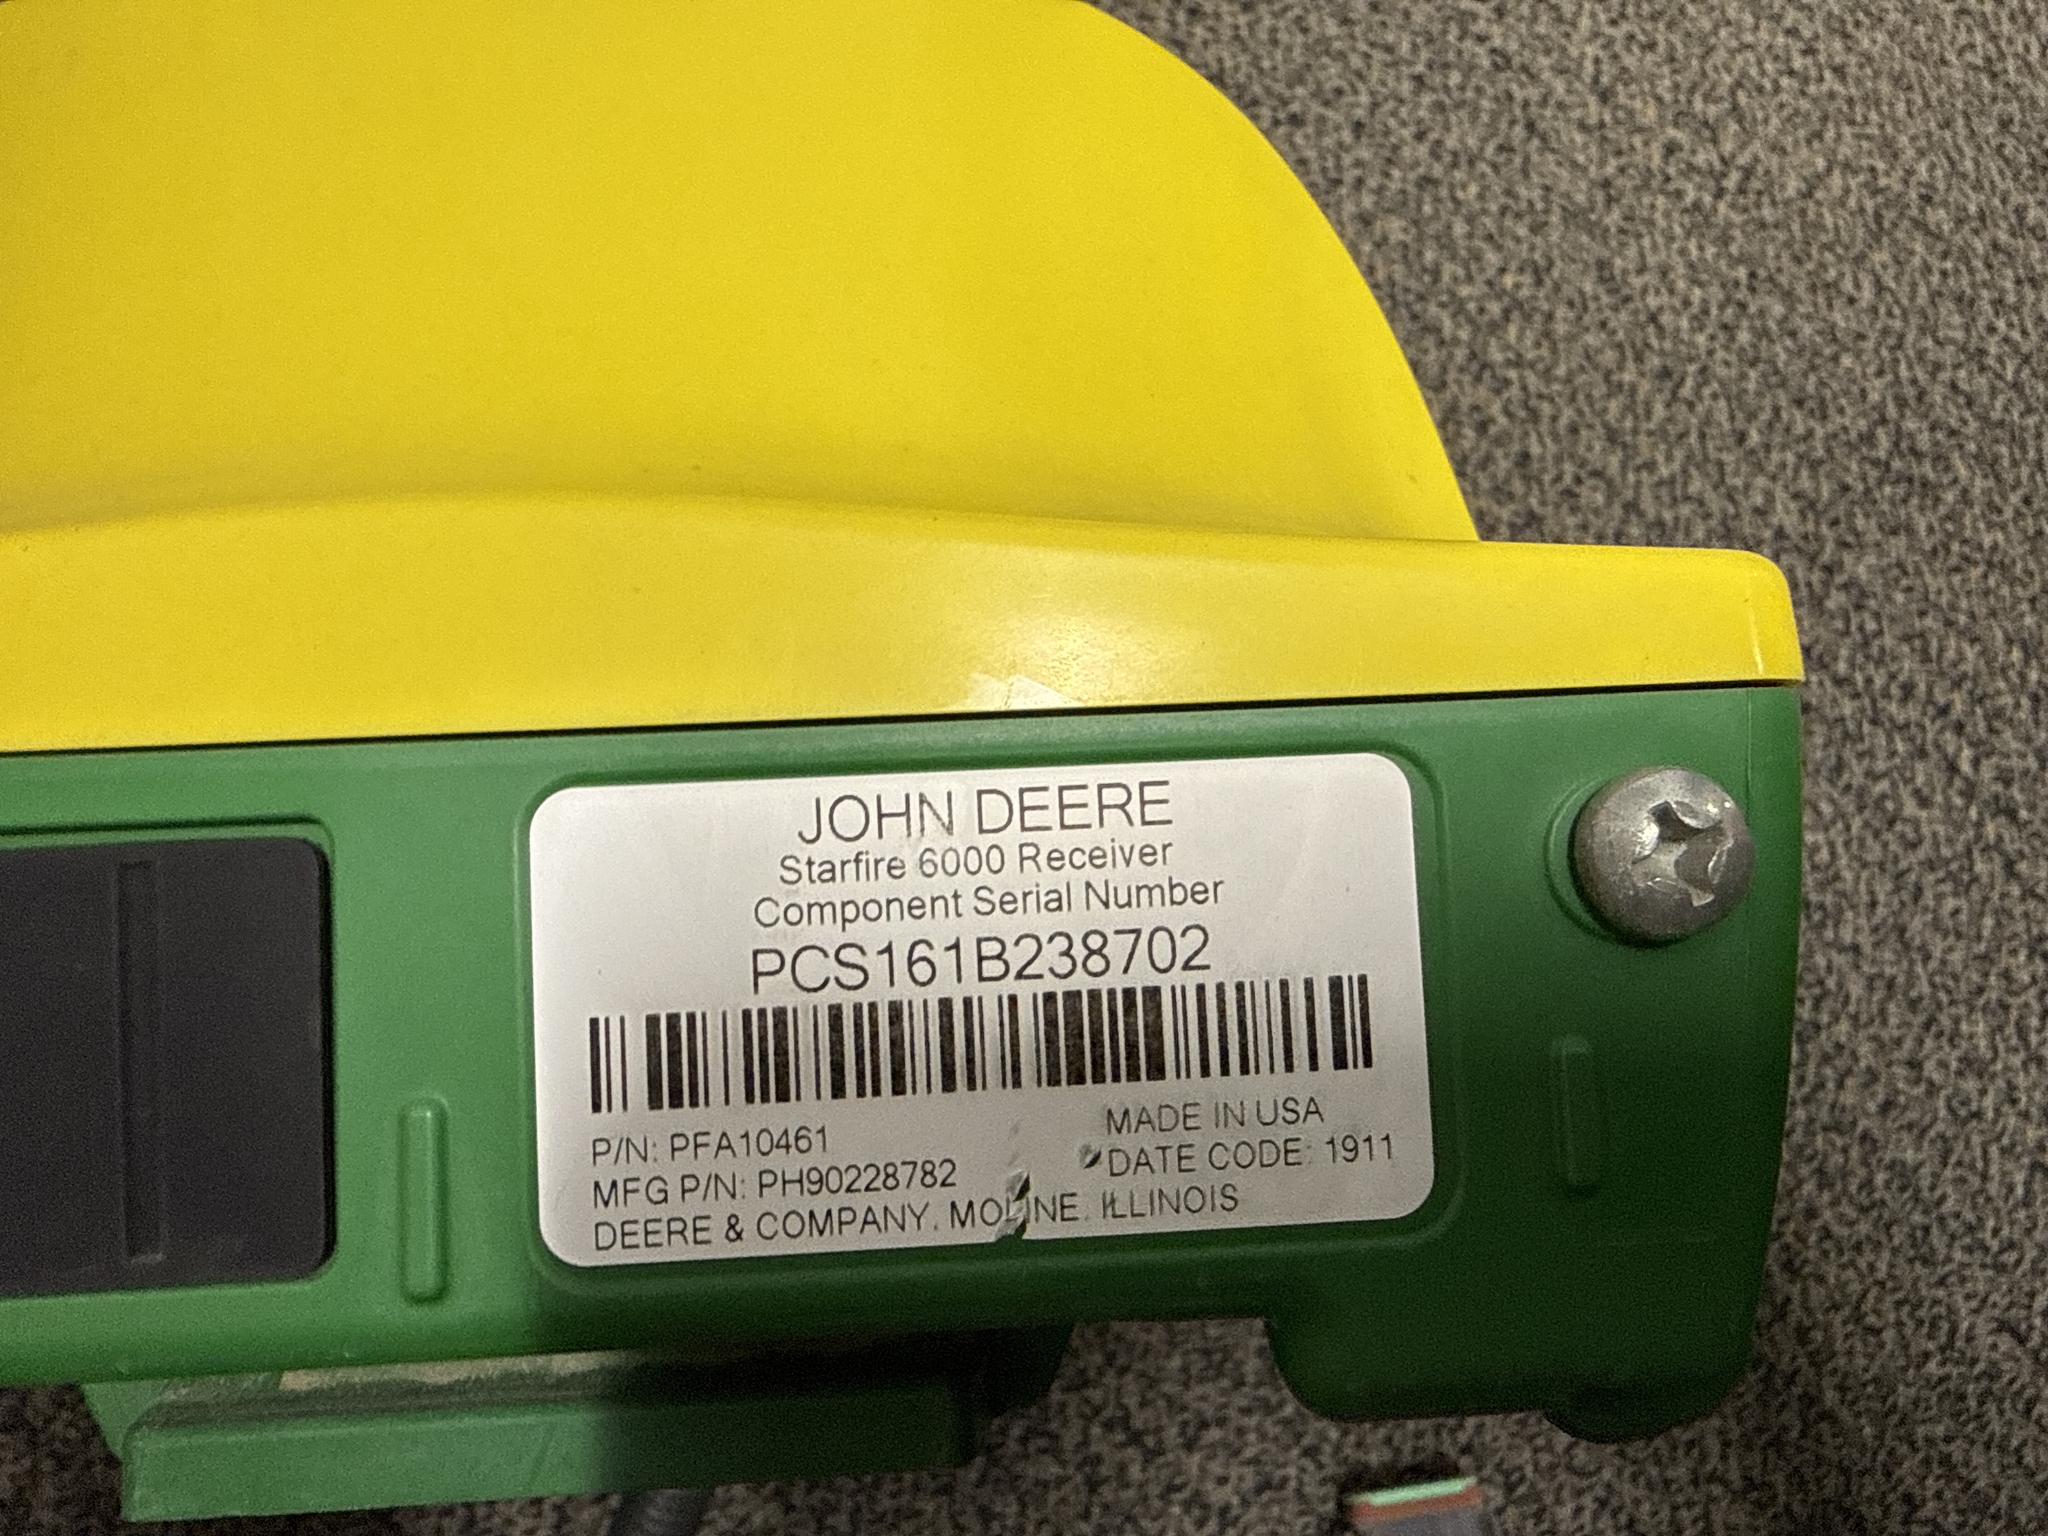 JOHN DEERE
Starfire 6000 Receiver
Component Serial Number
PCS161B238702
P/N: PFA10461
MADE IN USA
MFG P/N: PH90228782
DATE CODE: 1911
DEERE & COMPANY, MOLINE, ILLINOIS